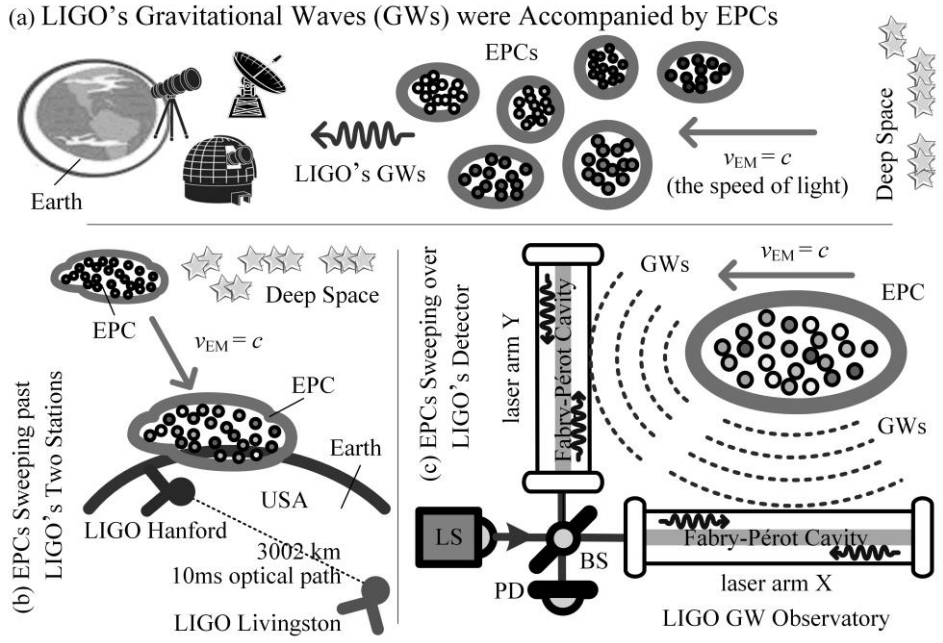 (a) LIGO's Gravitational Waves (GWs) were Accompanied by EPCs
EPCs
Earth
LIGO's GWs
v_EM = c
(the speed of light)
Deep Space
EPC
Deep Space
v_EM = c
EPC
Earth
USA
LIGO Hanford
3002 km
10ms optical path
LIGO Livingston
(b) EPCs Sweeping past
LIGO's Two Stations
(c) EPCs Sweeping over
LIGO's Detector
laser arm Y
Fabry-Pérot Cavity
GWs
v_EM = c
EPC
GWs
LS
BS
PD
Fabry-Pérot Cavity
laser arm X
LIGO GW Observatory